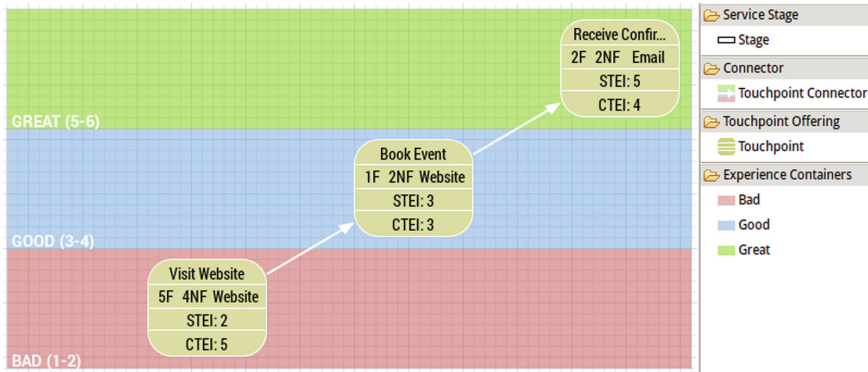 Receive Confir...
2F 2NF Email
STEI: 5
CTEI: 4
GREAT (5-6)
Book Event
1F 2NF Website
STEI: 3
CTEI: 3
GOOD (3-4)
Visit Website
5F 4NF Website
STEI: 2
CTEI: 5
BAD (1-2)
Service Stage
Stage
Connector
Touchpoint Connector
Touchpoint Offering
Touchpoint
Experience Containers
Bad
Good
Great